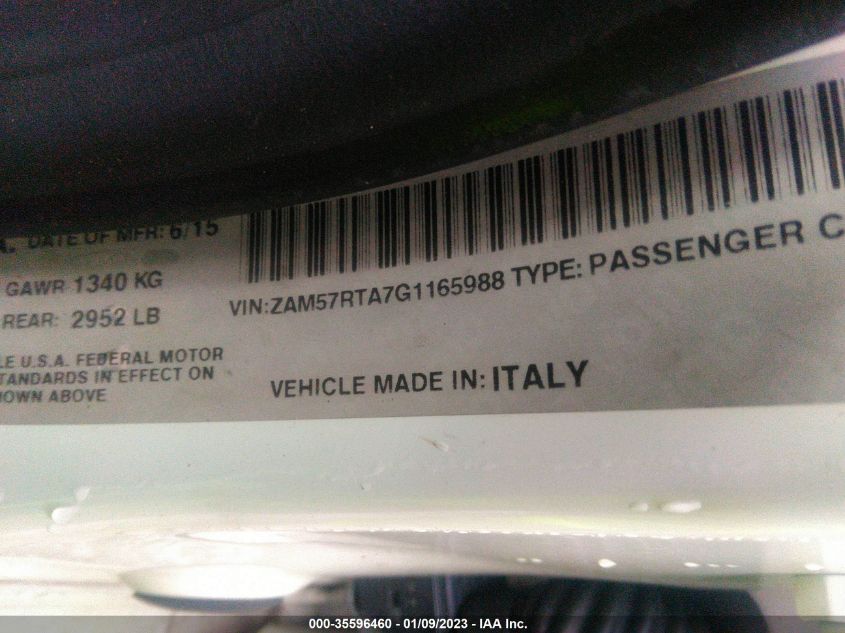 A. DATE OF MFR: 6/15
GAWR 1340 KG
REAR: 2952 LB
VIN:ZAM57RTA7G1165988 TYPE: PASSENGER C
LE U.S.A. FEDERAL MOTOR
TANDARDS IN EFFECT ON
OWN ABOVE
VEHICLE MADE IN: ITALY
000-35596460 - 01/09/2023 - IAA Inc.